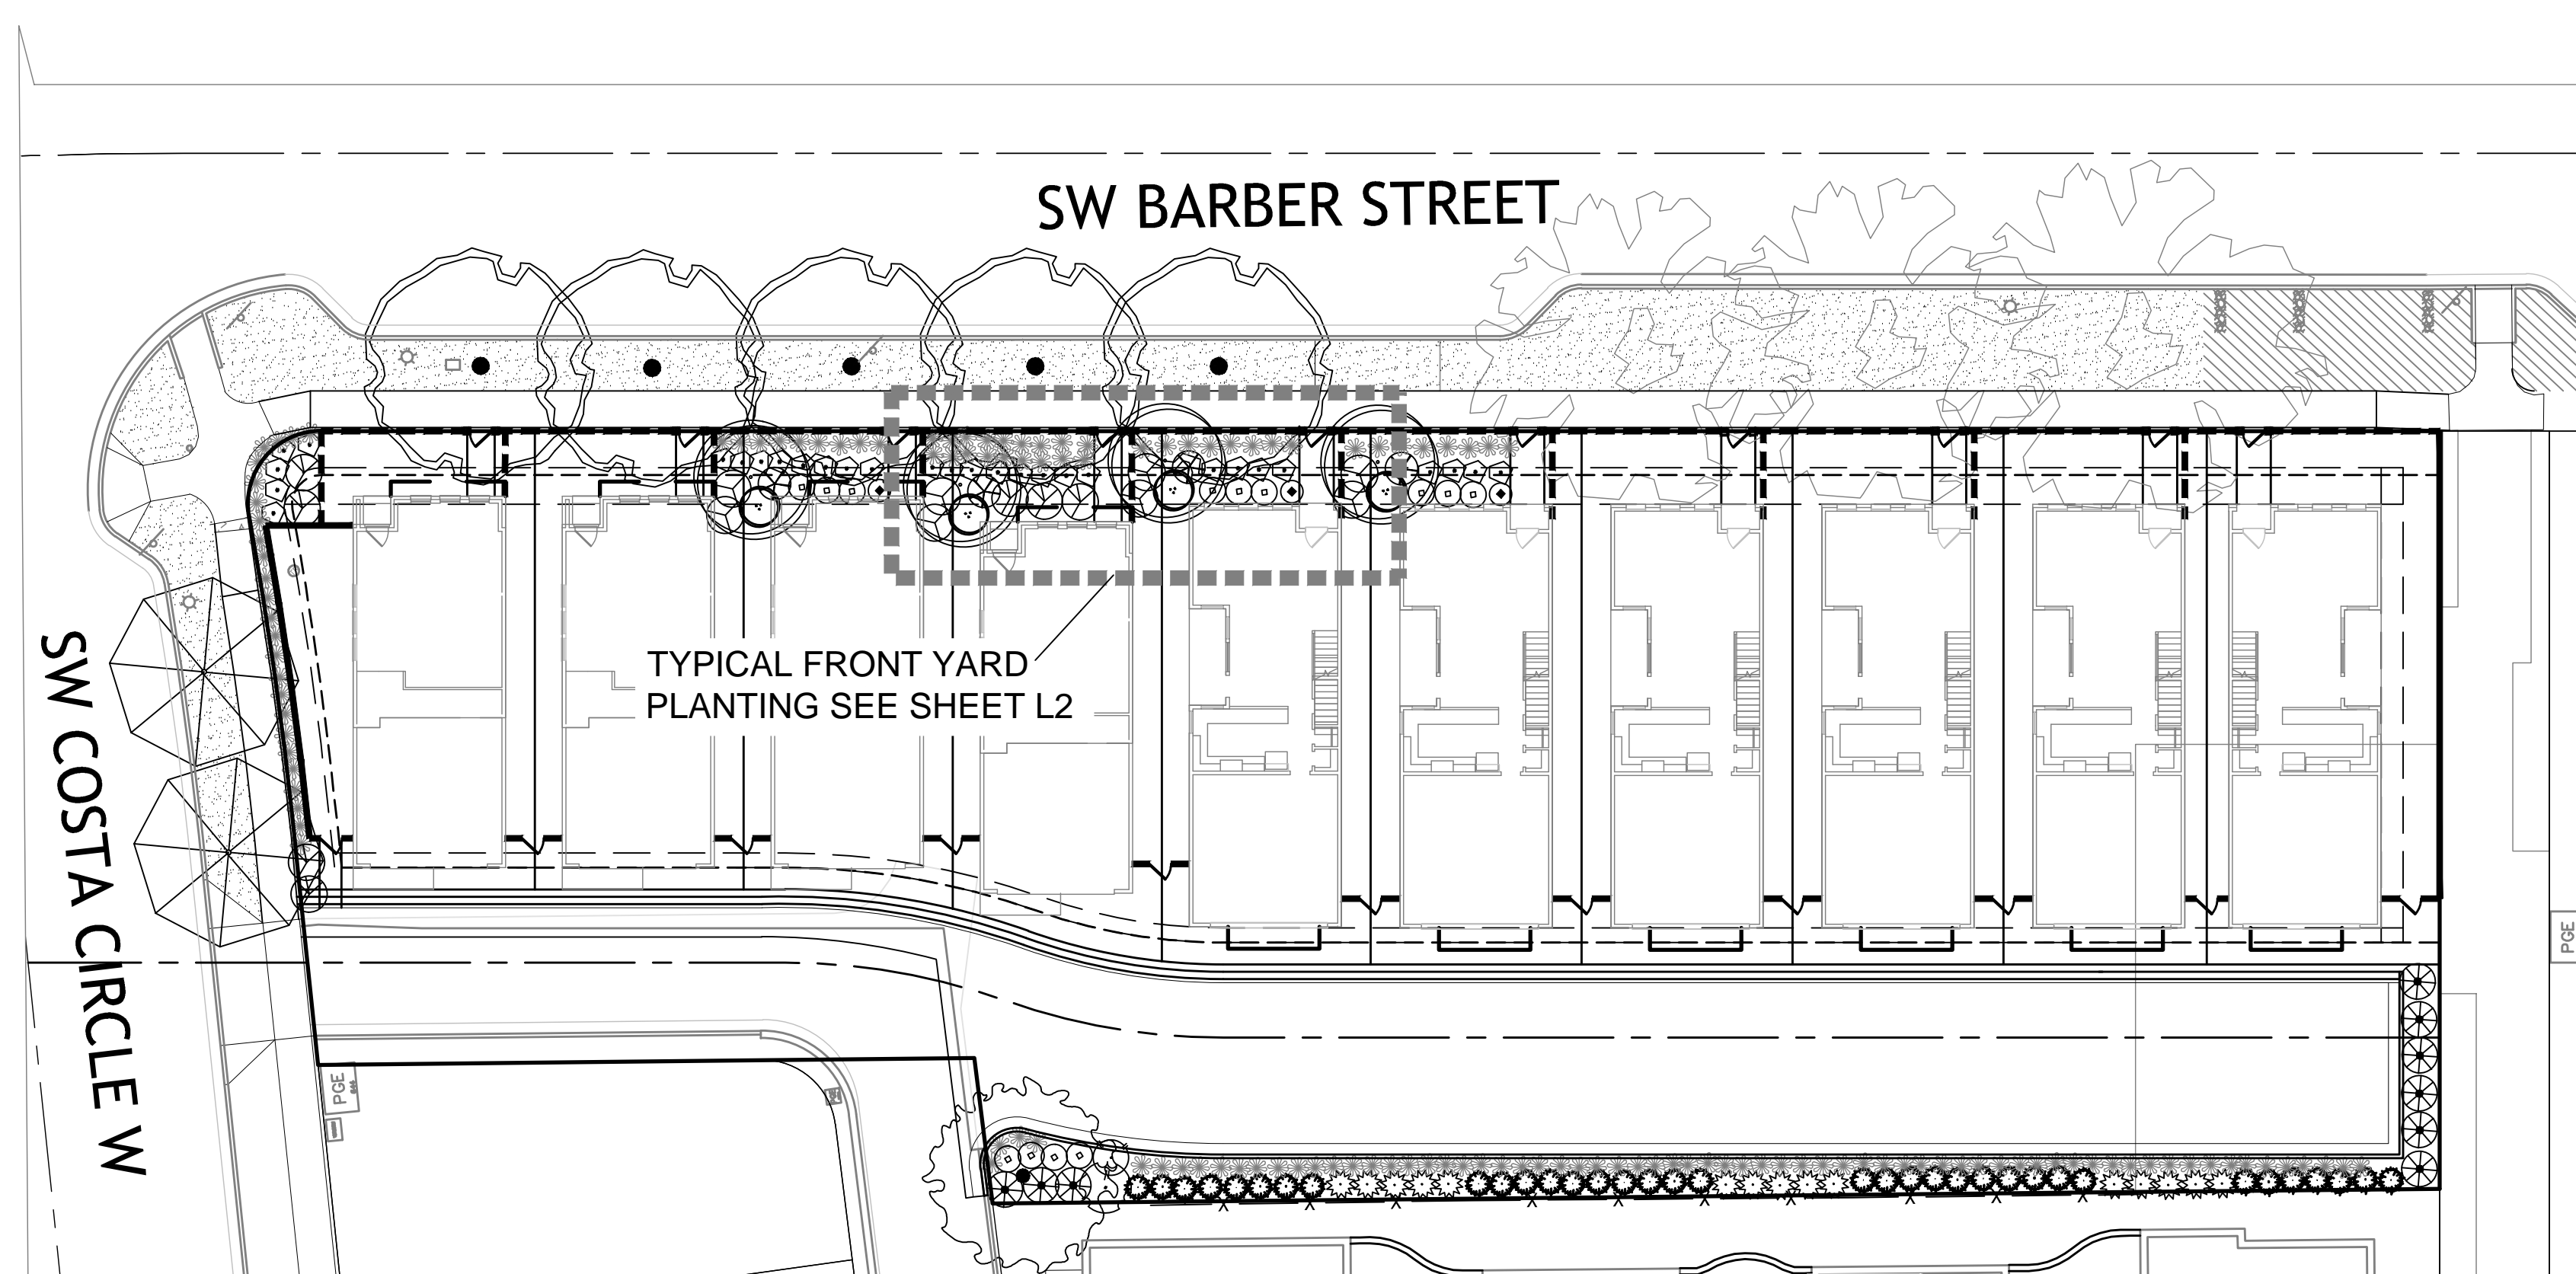 SW BARBER STREET
TYPICAL FRONT YARD
PLANTING SEE SHEET L2
SW COSTA CIRCLE W
PGE
PGE